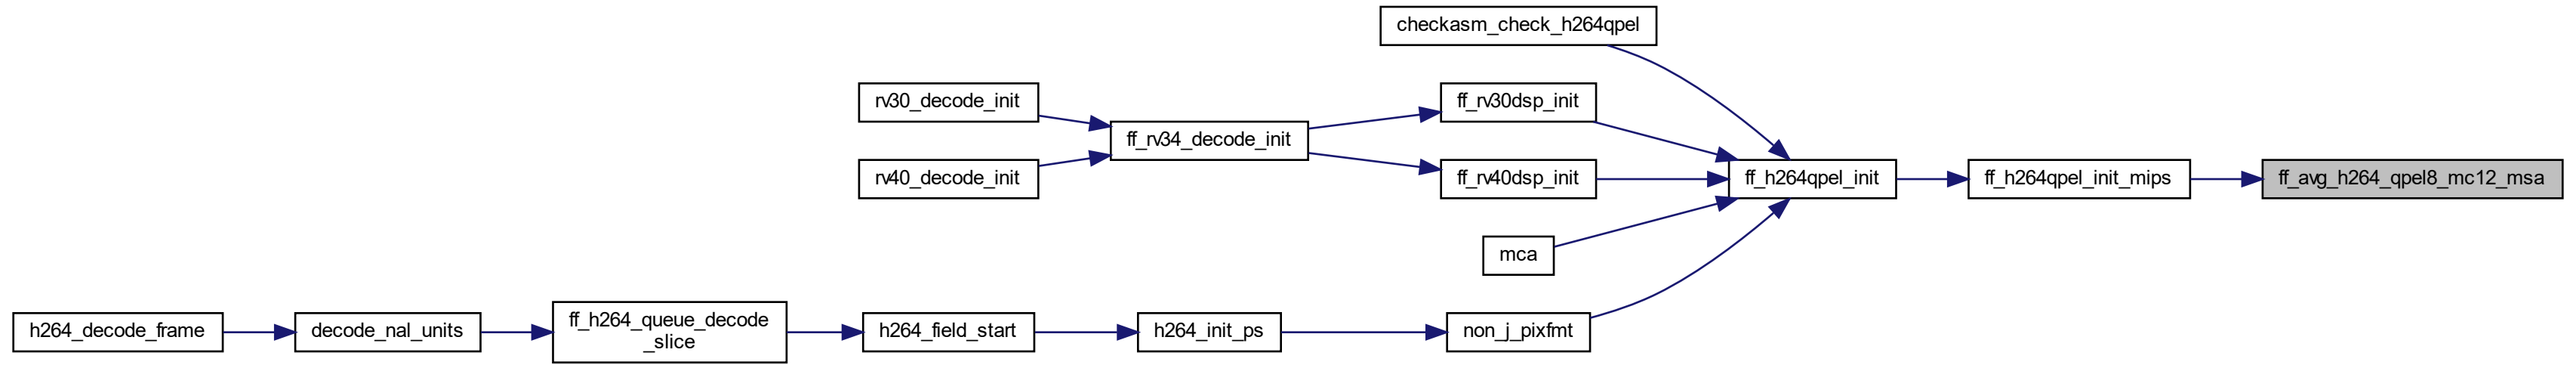 checkasm_check_h264qpel
rv30_decode_init
ff_rv30dsp_init
ff_rv34_decode_init
rv40_decode_init
ff_rv40dsp_init
ff_h264qpel_init
ff_h264qpel_init_mips
ff_avg_h264_qpel8_mc12_msa
mca
h264_decode_frame
decode_nal_units
ff_h264_queue_decode
_slice
h264_field_start
h264_init_ps
non_j_pixfmt